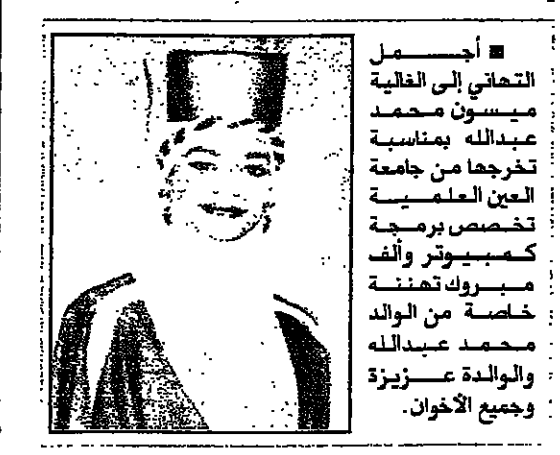 ■ أجمل
التهاني إلى الغالية
ميسون محمد
عبدالله بمناسبة
تخرجها من جامعة
العين العلمية
تخصص برمجة
كمبيوتر وألف
مبروك تهنئة
خاصة من الوالد
محمد عبدالله
والوالدة عزيزة
وجميع الأخوان.